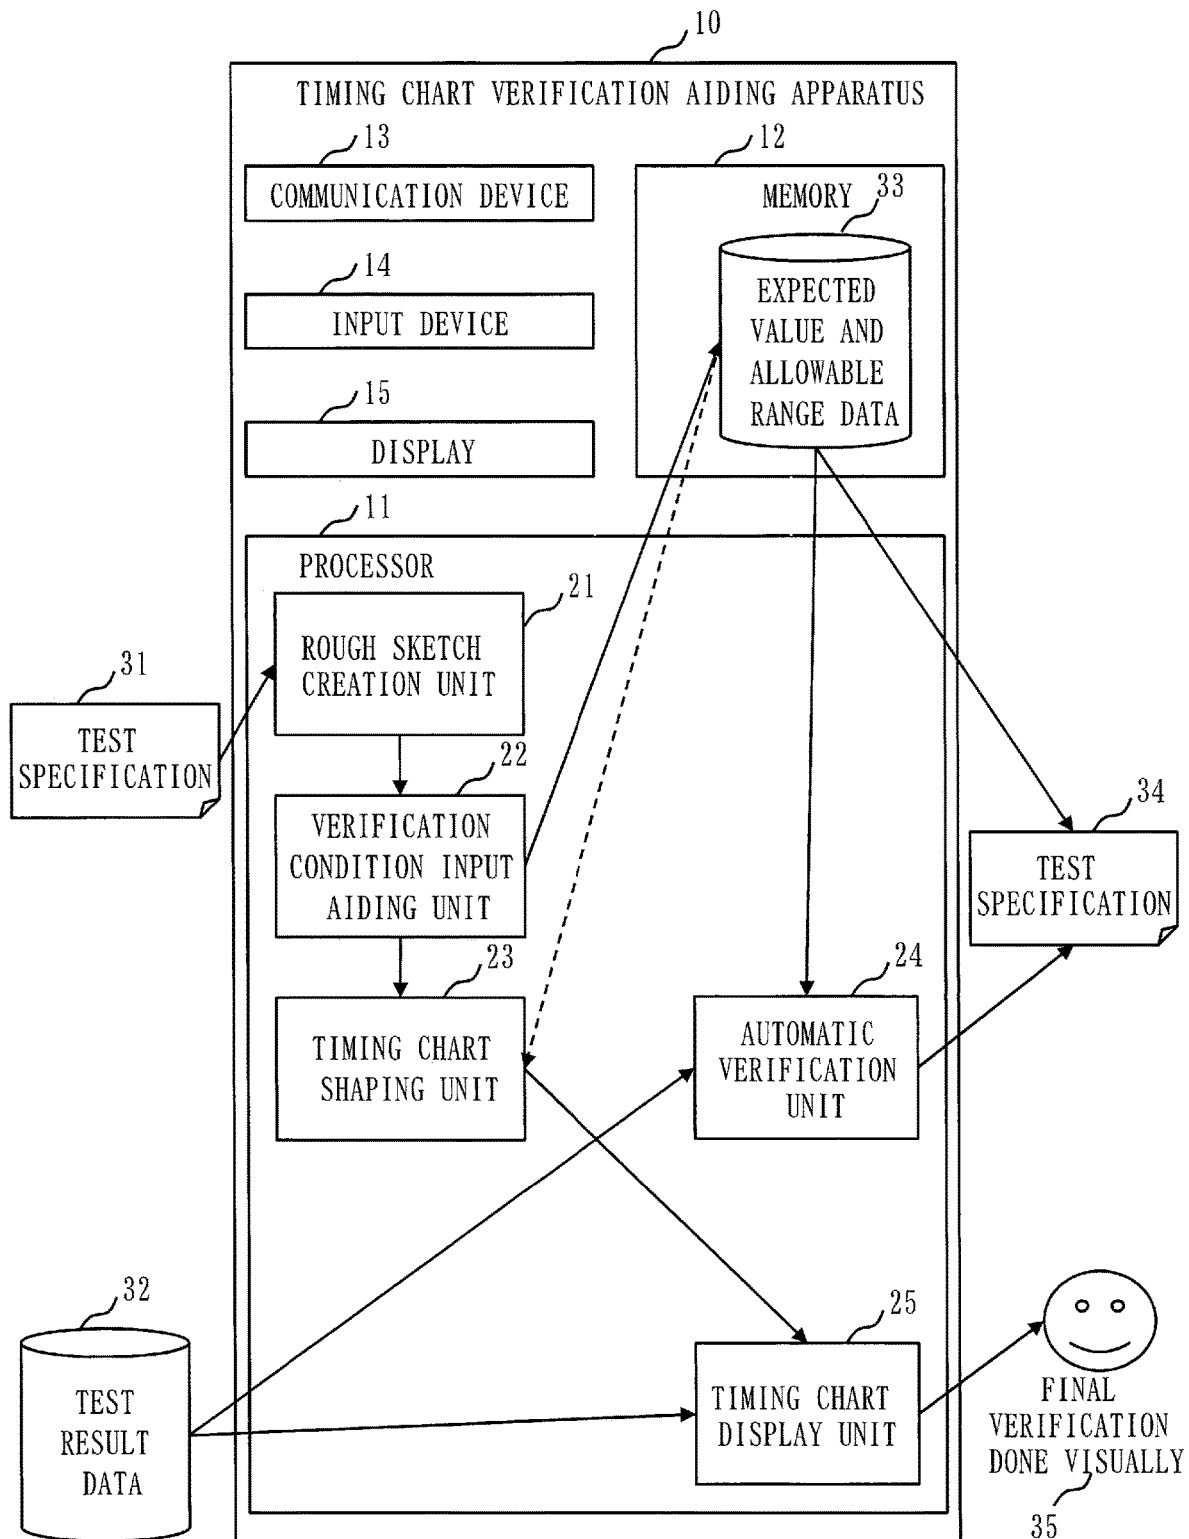 10
TIMING CHART VERIFICATION AIDING APPARATUS
13
COMMUNICATION DEVICE
12
MEMORY
33
EXPECTED
VALUE AND
ALLOWABLE
RANGE DATA
14
INPUT DEVICE
15
DISPLAY
11
PROCESSOR
21
ROUGH SKETCH
CREATION UNIT
31
TEST
SPECIFICATION
22
VERIFICATION
CONDITION INPUT
AIDING UNIT
34
TEST
SPECIFICATION
23
TIMING CHART
SHAPING UNIT
24
AUTOMATIC
VERIFICATION
UNIT
32
TEST
RESULT
DATA
25
TIMING CHART
DISPLAY UNIT
FINAL
VERIFICATION
DONE VISUALLY
35